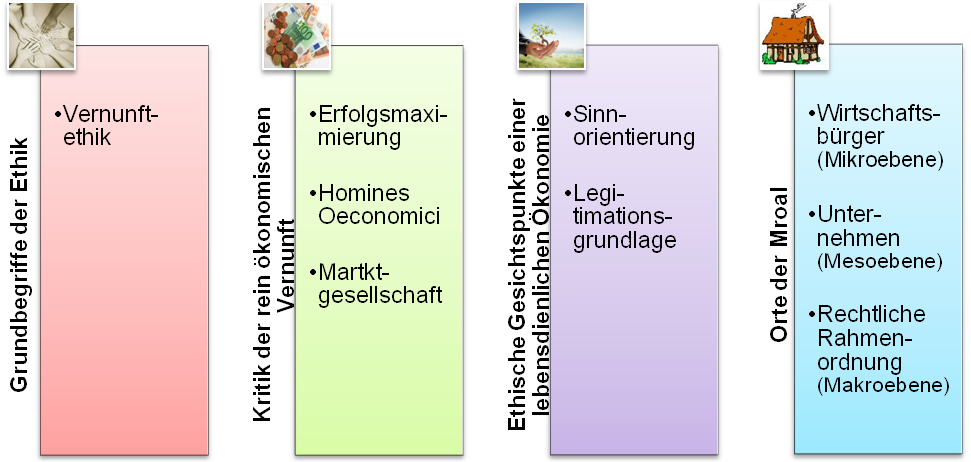 Grundbegriffe der Ethik
•Vernunft-
ethik
Kritik der rein ökonomischen
Vernunft
•Erfolgsmaxi-
mierung
•Homines
Oeconomici
•Martkt-
gesellschaft
Ethische Gesichtspunkte einer
lebensdienlichen Ökonomie
•Sinn-
orientierung
•Legi-
timations-
grundlage
Orte der Mroal
•Wirtschafts-
bürger
(Mikroebene)
•Unter-
nehmen
(Mesoebene)
•Rechtliche
Rahmen-
ordnung
(Makroebene)